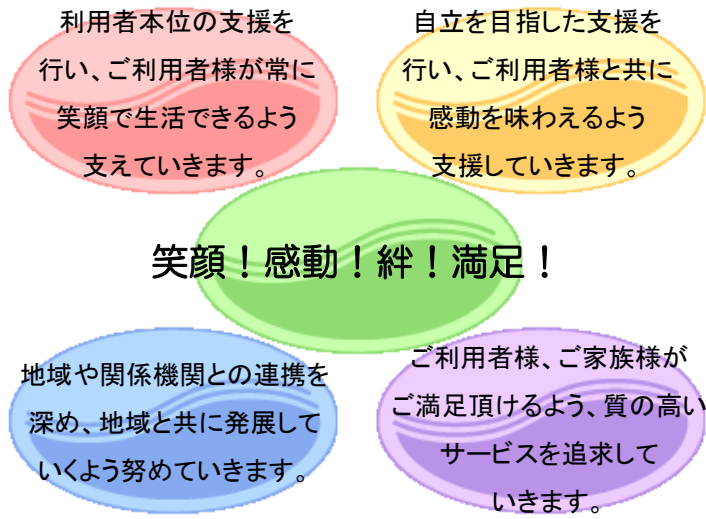 利用者本位の支援を
行い、ご利用者様が常に
笑顔で生活できるよう
支えていきます。
自立を目指した支援を
行い、ご利用者様と共に
感動を味わえるよう
支援していきます。
笑顔！感動！絆！満足！
地域や関係機関との連携を
深め、地域と共に発展して
いくよう努めていきます。
ご利用者様、ご家族様が
ご満足頂けるよう、質の高い
サービスを追求して
いきます。